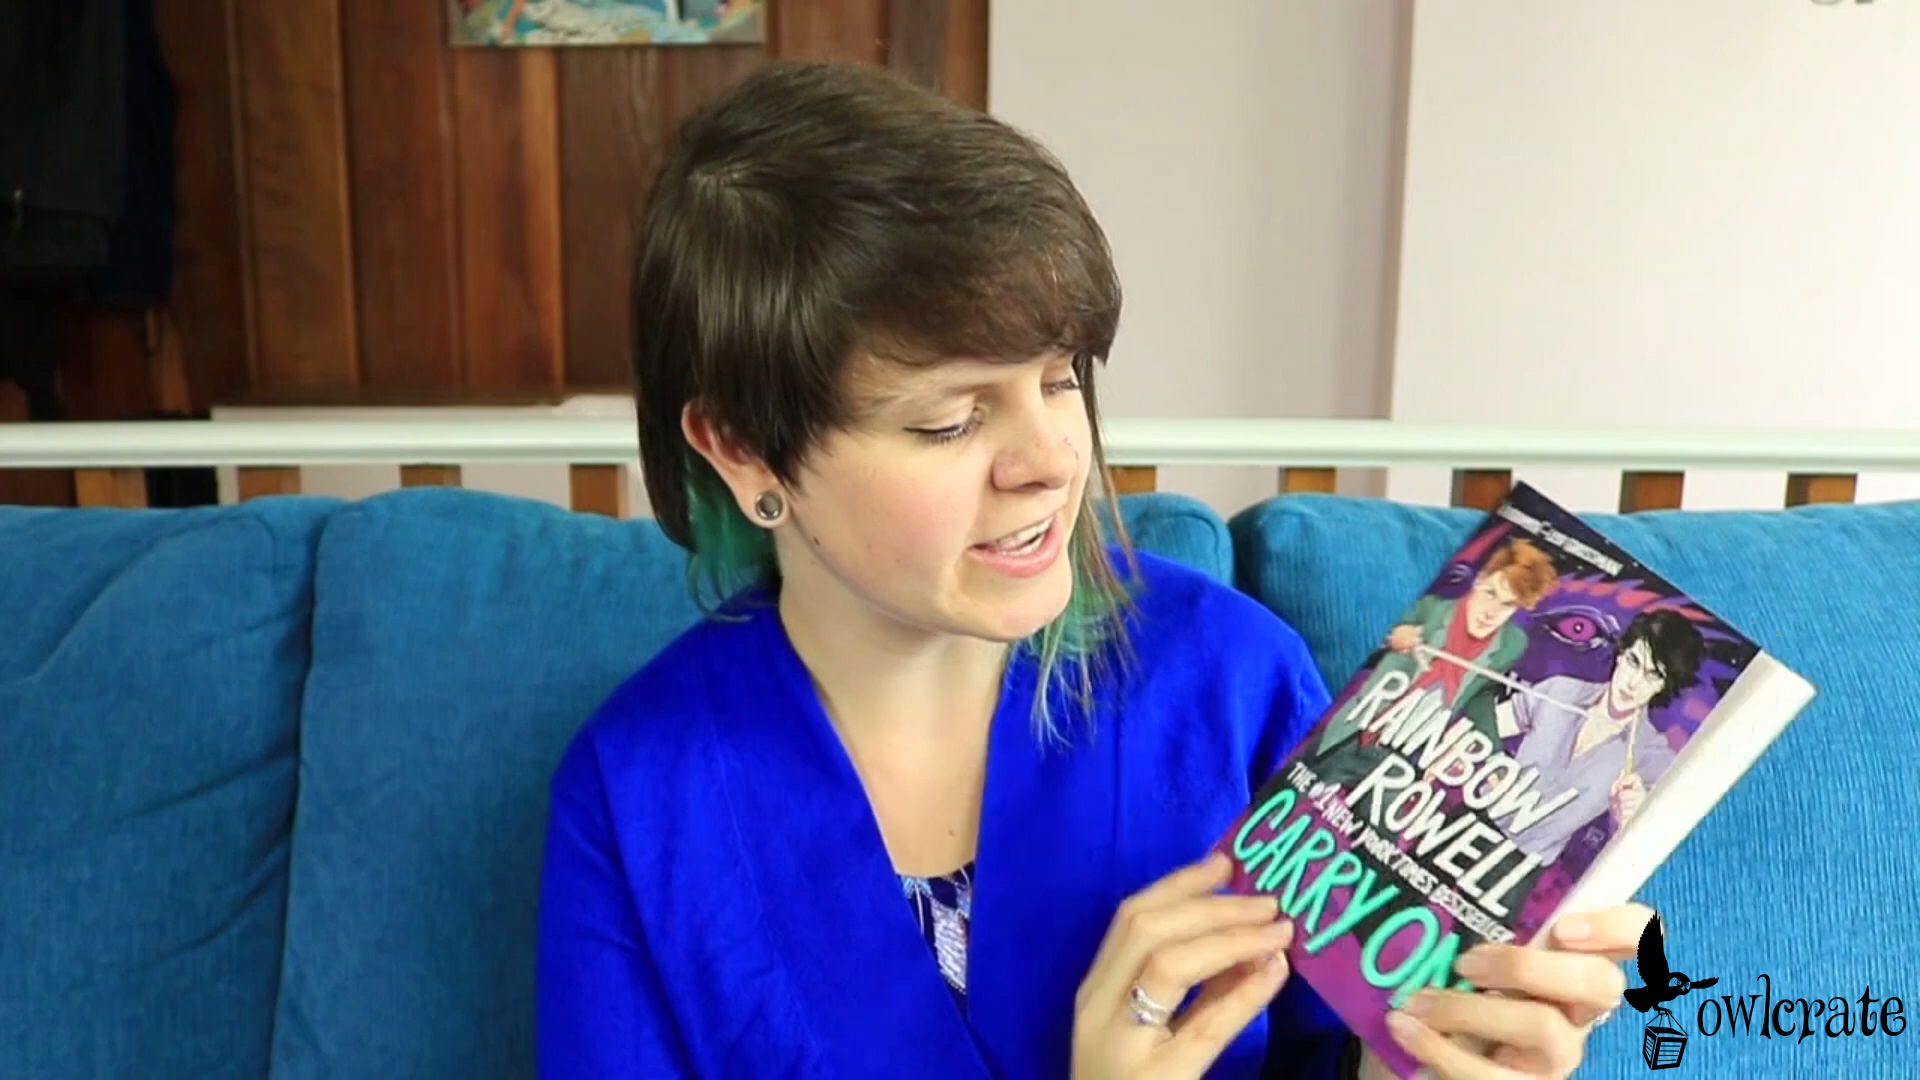 RAINBOW
ROWELL
THE #1 NEW YORK TIMES BESTSELLER
CARRY ON
owlcrate